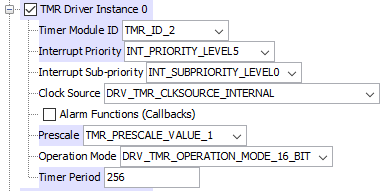 TMR Driver Instance 0
Timer Module ID TMR_ID_2
Interrupt Priority INT_PRIORITY_LEVEL5
Interrupt Sub-priority INT_SUBPRIORITY_LEVEL0
Clock Source DRV_TMR_CLKSOURCE_INTERNAL
Alarm Functions (Callbacks)
Prescale TMR_PRESCALE_VALUE_1
Operation Mode DRV_TMR_OPERATION_MODE_16_BIT
Timer Period 256